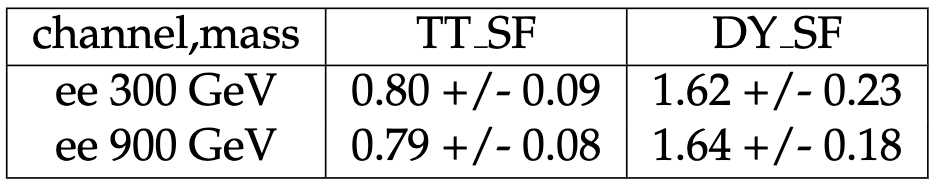 channel,mass TT_SF DY_SF
ee 300 GeV 0.80 +/- 0.09 1.62 +/- 0.23
ee 900 GeV 0.79 +/- 0.08 1.64 +/- 0.18